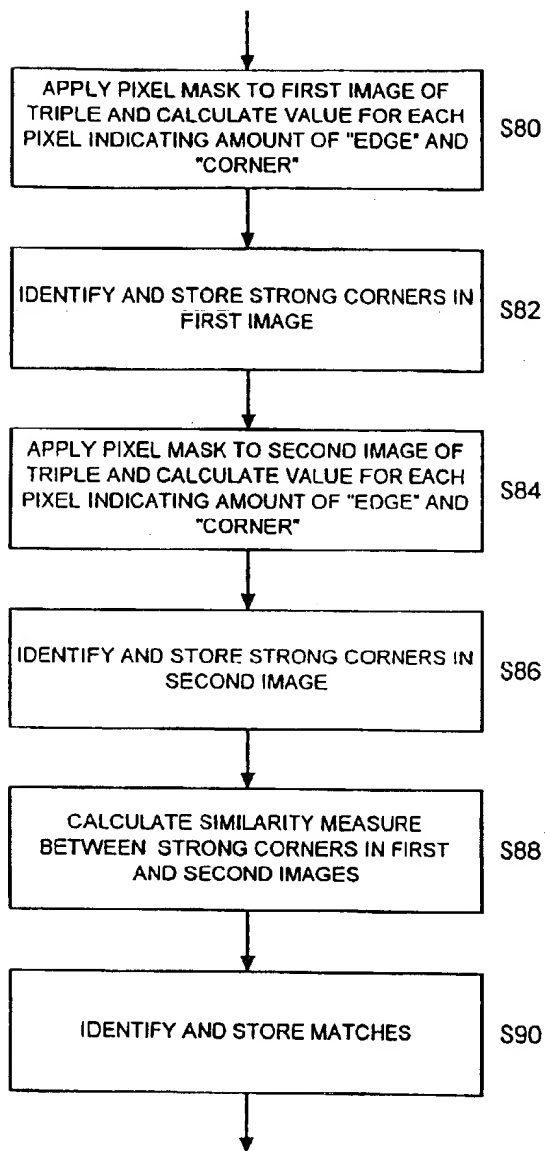 APPLY PIXEL MASK TO FIRST IMAGE OF
TRIPLE AND CALCULATE VALUE FOR EACH
PIXEL INDICATING AMOUNT OF "EDGE" AND
"CORNER"
S80
IDENTIFY AND STORE STRONG CORNERS IN
FIRST IMAGE
S82
APPLY PIXEL MASK TO SECOND IMAGE OF
TRIPLE AND CALCULATE VALUE FOR EACH
PIXEL INDICATING AMOUNT OF "EDGE" AND
"CORNER"
S84
IDENTIFY AND STORE STRONG CORNERS IN
SECOND IMAGE
S86
CALCULATE SIMILARITY MEASURE
BETWEEN STRONG CORNERS IN FIRST
AND SECOND IMAGES
S88
IDENTIFY AND STORE MATCHES
S90